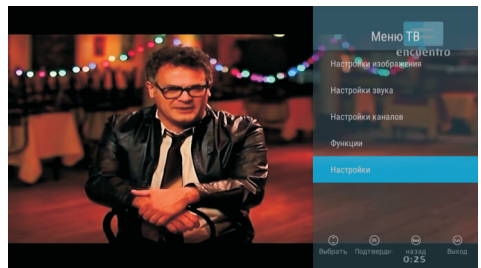 Меню ТВ
encuentro
Настройки изображения
Настройки звука
Настройки каналов
Функции
Настройки
Выбрать Подтверди: назад Выход
0:25